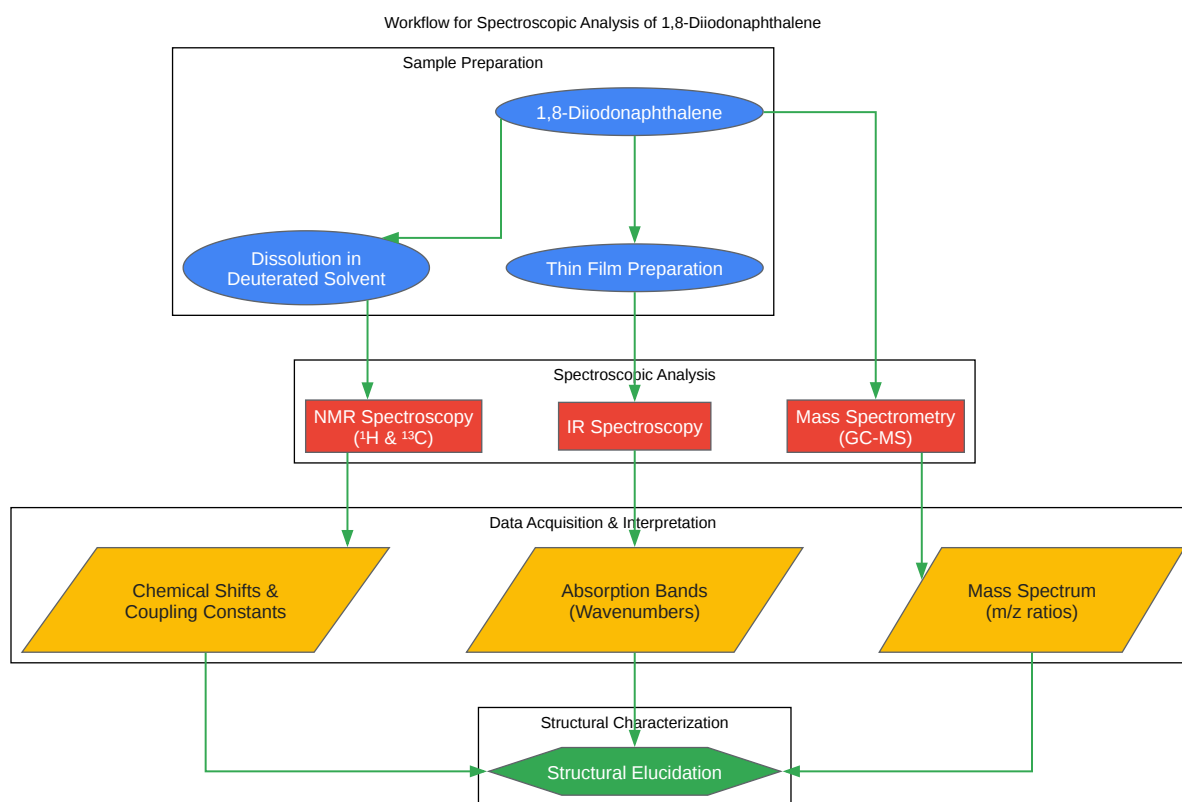 Workflow for Spectroscopic Analysis of 1,8-Diiodonaphthalene
Sample Preparation
1,8-Diiodonaphthalene
Dissolution in
Deuterated Solvent
Thin Film Preparation
Spectroscopic Analysis
NMR Spectroscopy
(¹H & ¹³C)
IR Spectroscopy
Mass Spectrometry
(GC-MS)
Data Acquisition & Interpretation
Chemical Shifts &
Coupling Constants
Absorption Bands
(Wavenumbers)
Mass Spectrum
(m/z ratios)
Structural Characterization
Structural Elucidation